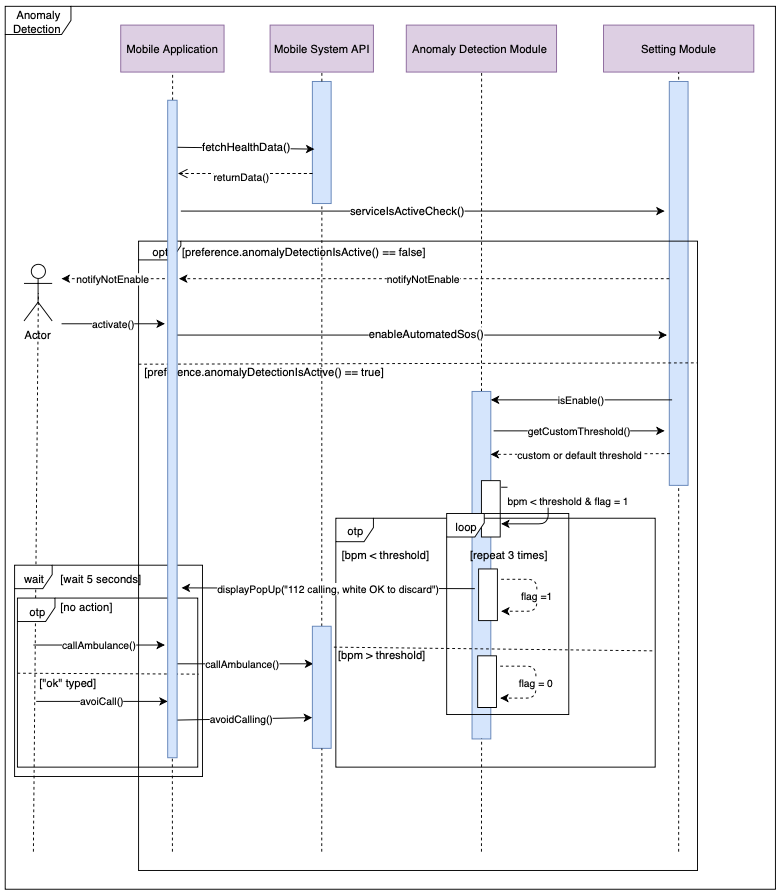 Anomaly
Detection
Mobile Application
Mobile System API
Anomaly Detection Module
Setting Module
fetchHealthData()
returnData()
serviceIsActiveCheck()
opt
[preference.anomalyDetectionIsActive() == false]
notifyNotEnable
notifyNotEnable
Actor
activate()
enableAutomatedSos()
[preference.anomalyDetectionIsActive() == true]
isEnable()
getCustomThreshold()
custom or default threshold
bpm < threshold & flag = 1
otp
loop
[bpm < threshold]
[repeat 3 times]
wait
[wait 5 seconds]
displayPopUp("112 calling, white OK to discard")
flag =1
otp
[no action]
callAmbulance()
callAmbulance()
[bpm > threshold]
["ok" typed]
flag = 0
avoiCall()
avoidCalling()